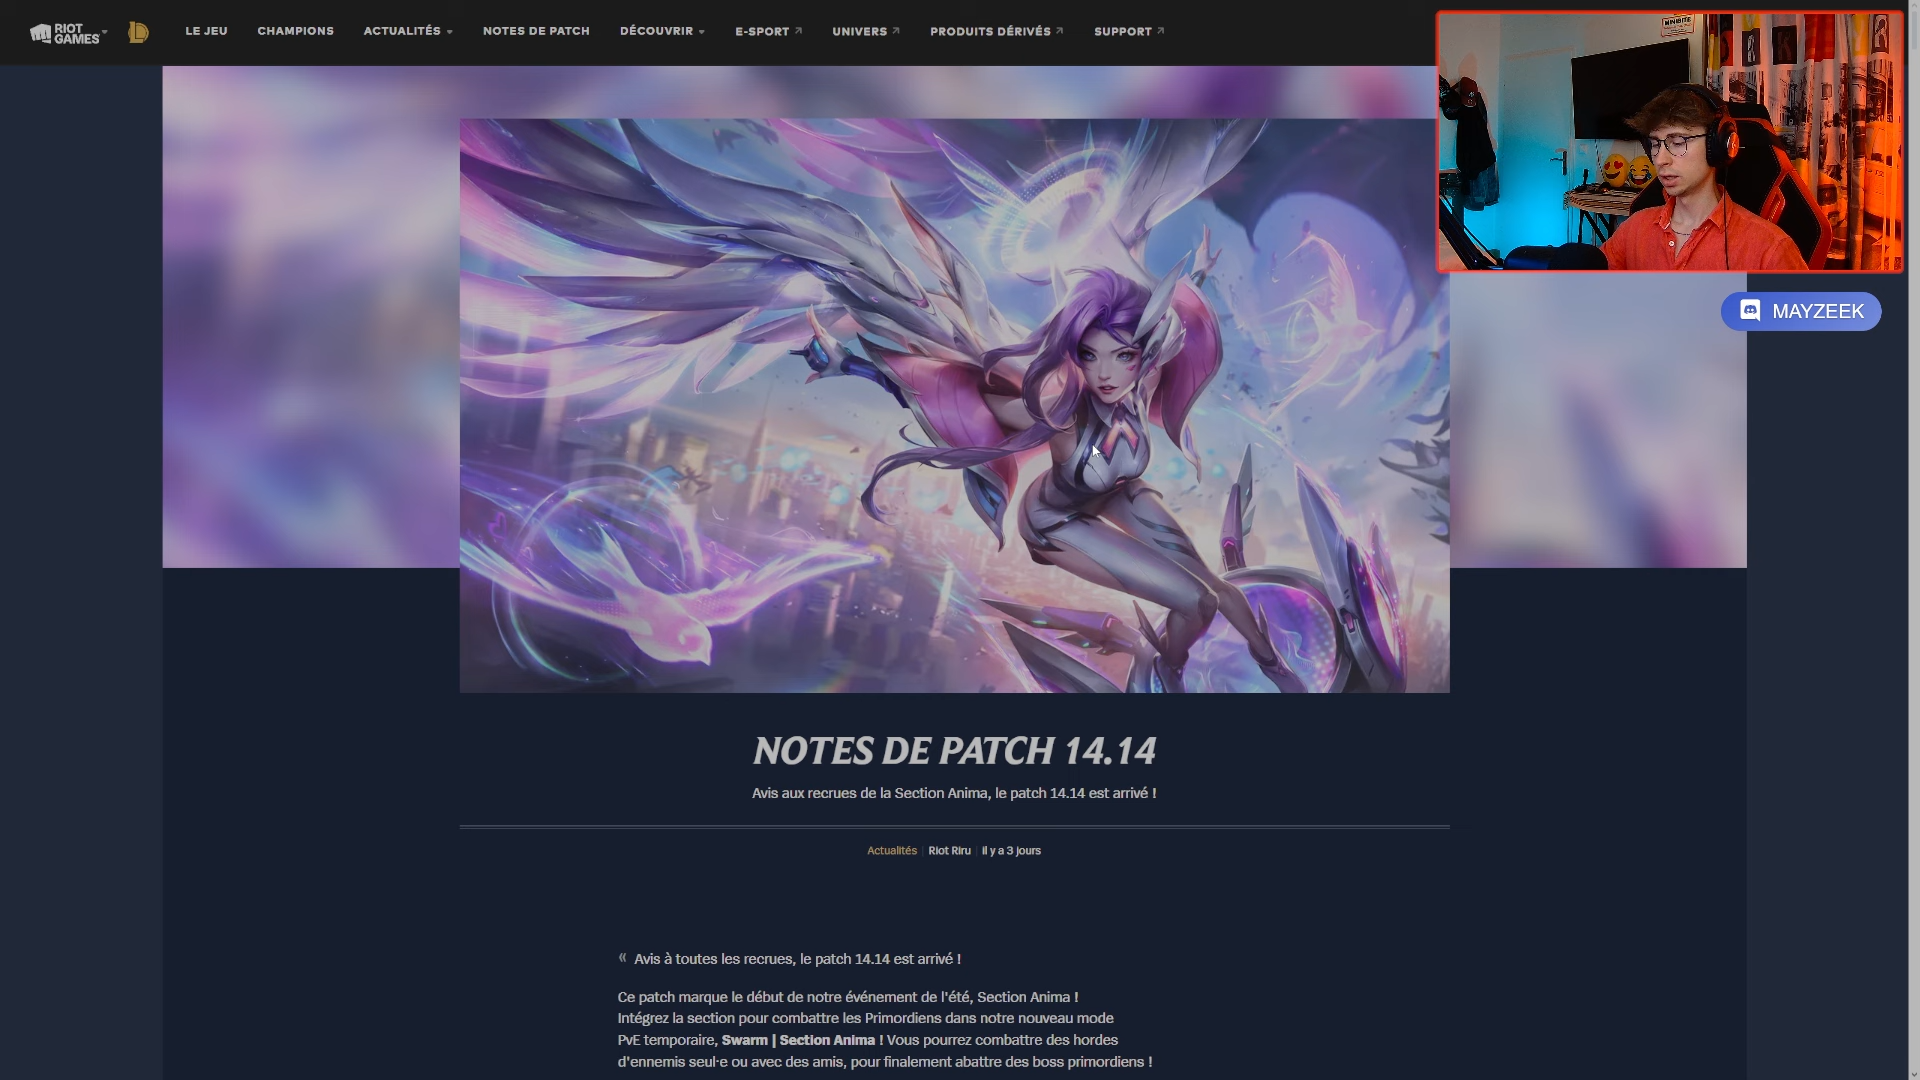 RIOT GAMES
LE JEU
CHAMPIONS
ACTUALITÉS
NOTES DE PATCH
DÉCOUVRIR
E-SPORT
UNIVERS
PRODUITS DÉRIVÉS
SUPPORT
MAYZEEK
NOTES DE PATCH 14.14
Avis aux recrues de la Section Anima, le patch 14.14 est arrivé !
Actualités | Riot Riru | il y a 3 jours
« Avis à toutes les recrues, le patch 14.14 est arrivé !
Ce patch marque le début de notre événement de l'été, Section Anima !
Intégrez la section pour combattre les Primordiens dans notre nouveau mode
PvE temporaire, Swarm | Section Anima ! Vous pourrez combattre des hordes
d'ennemis seul·e ou avec des amis, pour finalement abattre des boss primordiens !